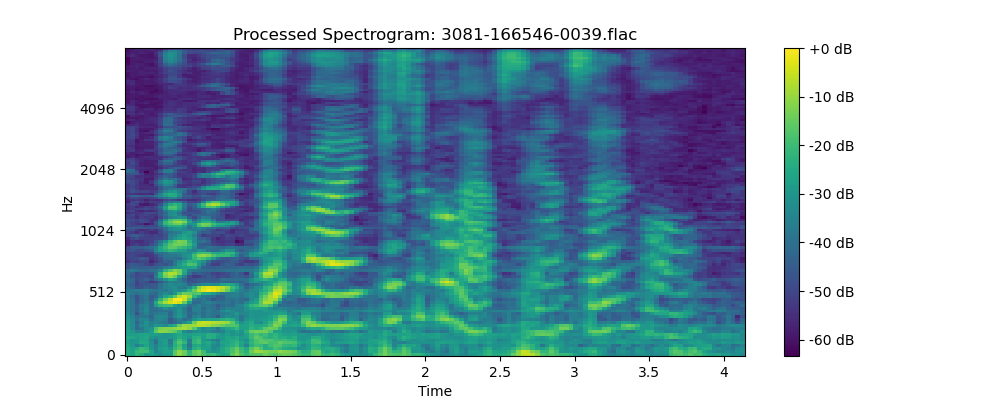 Processed Spectrogram: 3081-166546-0039.flac
Hz
4096
2048
1024
512
0
0 0.5 1 1.5 2 2.5 3 3.5 4
Time
+0 dB
-10 dB
-20 dB
-30 dB
-40 dB
-50 dB
-60 dB